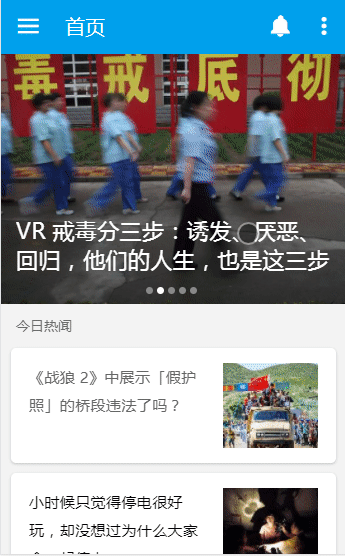 首页
毒戒底彻
VR 戒毒分三步：诱发、厌恶、
回归，他们的人生，也是这三步
今日热闻
《战狼 2》中展示「假护
照」的桥段违法了吗？
小时候只觉得停电很好
玩，却没想过为什么大家